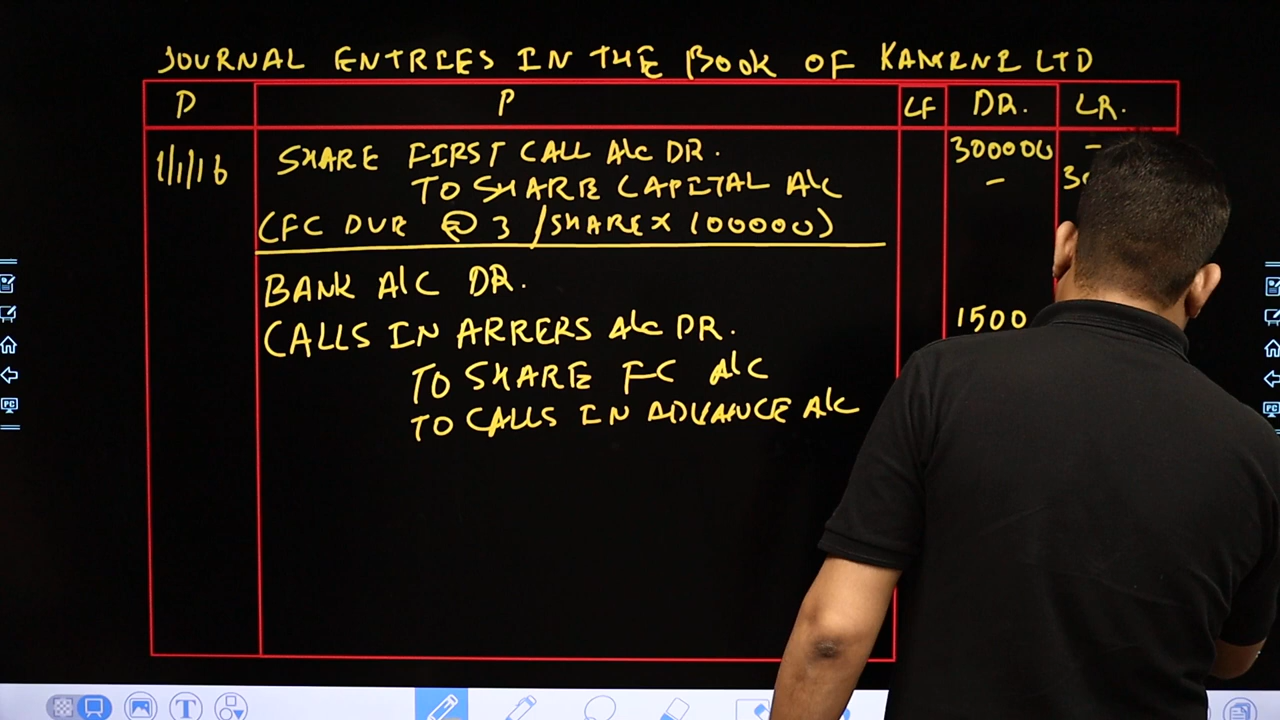 JOURNAL ENTRIES IN THE BOOK OF KAMINI LTD
D P LF DR. CR.
1/1/16 SHARE FIRST CALL A/C DR. 300000 -
TO SHARE CAPITAL A/C - 30
(FC DUE @ 3 /SHARE X 100000)
BANK A/C DR.
CALLS IN ARRERS A/C DR. 1500
TO SHARE FC A/C
TO CALLS IN ADVANCE A/C
PC
T